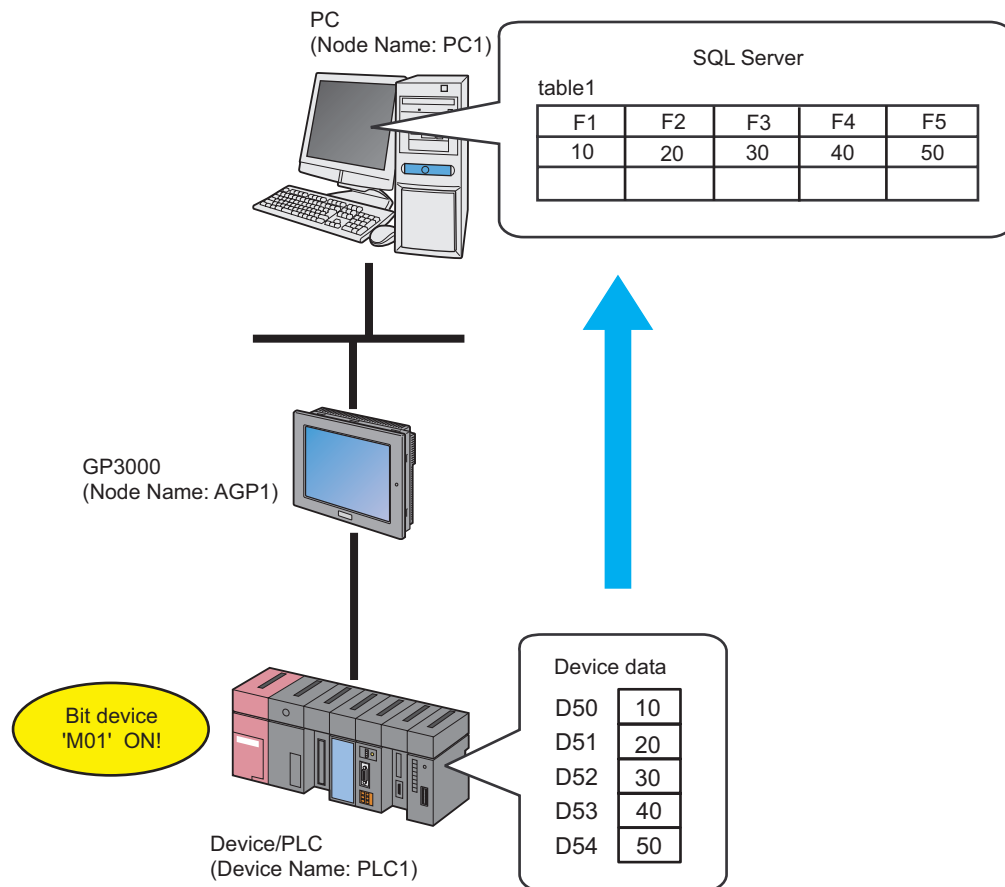 PC
(Node Name: PC1)
SQL Server
table1
F1 F2 F3 F4 F5
10 20 30 40 50
GP3000
(Node Name: AGP1)
Bit device
'M01' ON!
Device data
D50 10
D51 20
D52 30
D53 40
D54 50
Device/PLC
(Device Name: PLC1)